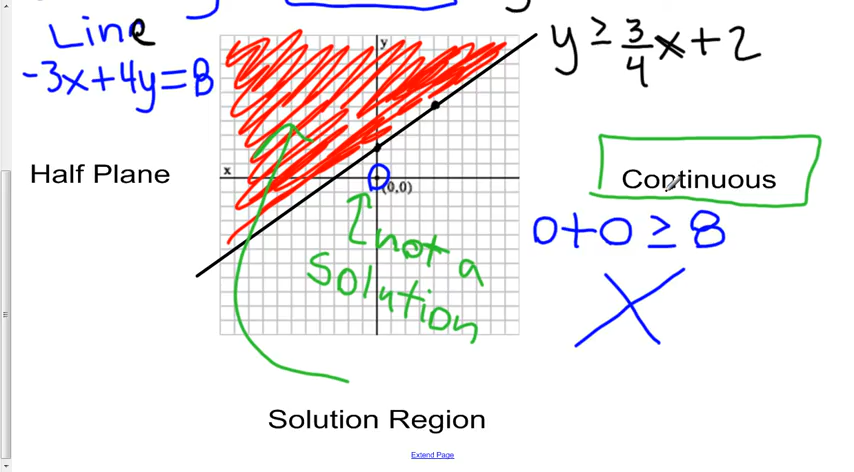 Line
-3x+4y=8
y
y ≥ 3/4 x + 2
x
Half Plane
(0,0)
Continuous
not a
solution
0+0 ≥ 8
Solution Region
Extend Page